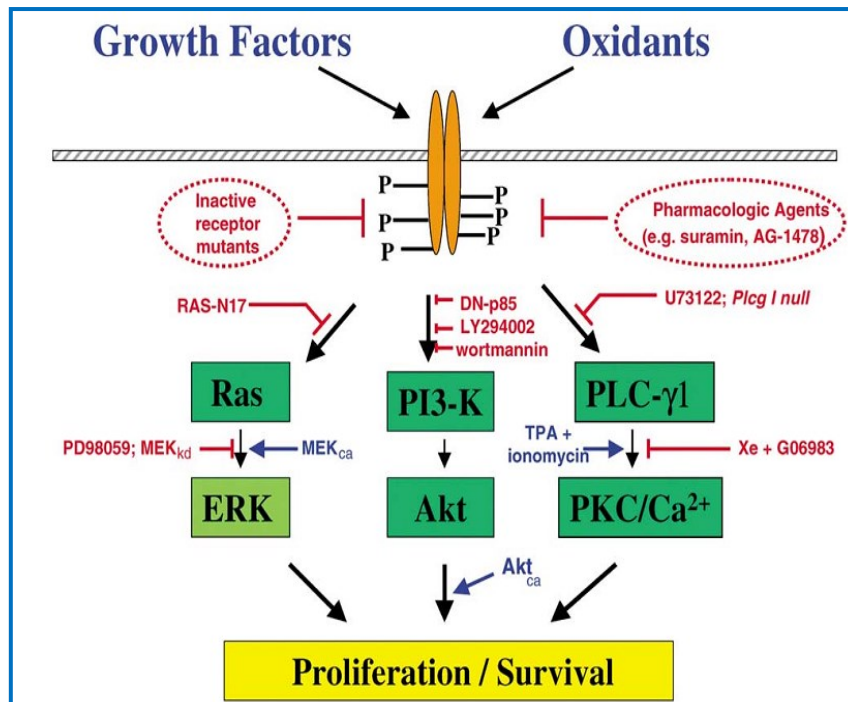 Growth Factors
Oxidants
P
P
P
P
P
P
Inactive
receptor
mutants
Pharmacologic Agents
(e.g. suramin, AG-1478)
RAS-N17
DN-p85
LY294002
wortmannin
U73122; Plcg I null
Ras
PI3-K
PLC-γ1
PD98059; MEKkd
MEKca
TPA +
ionomycin
Xe + G06983
ERK
Akt
PKC/Ca²⁺
Aktca
Proliferation / Survival